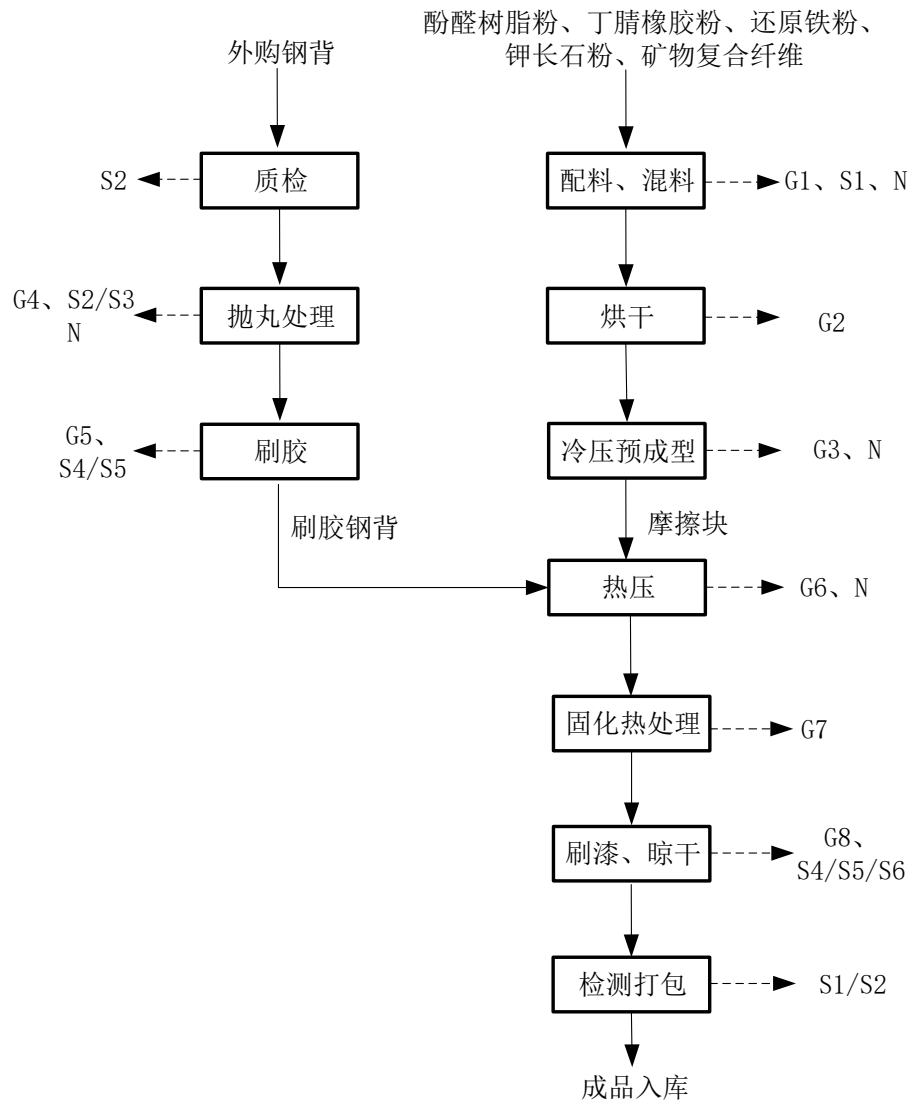 酚醛树脂粉、丁腈橡胶粉、还原铁粉、
钾长石粉、矿物复合纤维
外购钢背
S2
质检
配料、混料
G1、S1、N
G4、S2/S3
N
抛丸处理
烘干
G2
G5、
S4/S5
刷胶
冷压预成型
G3、N
刷胶钢背
摩擦块
热压
G6、N
固化热处理
G7
刷漆、晾干
G8、
S4/S5/S6
检测打包
S1/S2
成品入库